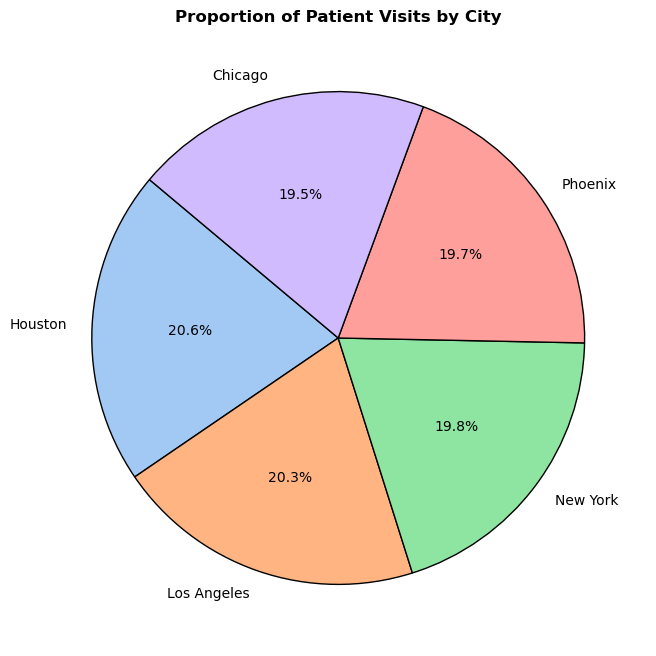 Proportion of Patient Visits by City
Chicago
19.5%
Phoenix
19.7%
Houston
20.6%
19.8%
20.3%
New York
Los Angeles